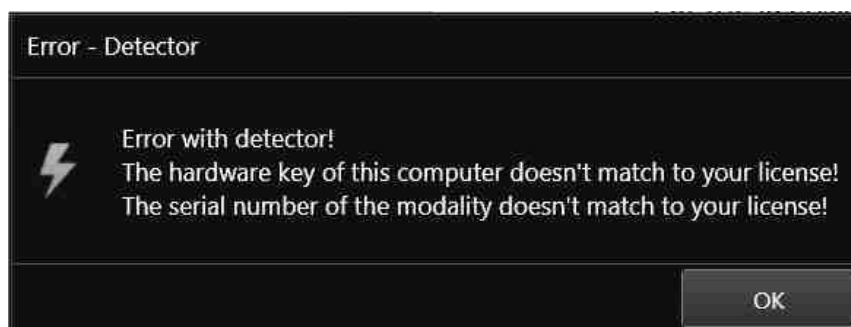 Error - Detector
Error with detector!
The hardware key of this computer doesn't match to your license!
The serial number of the modality doesn't match to your license!
OK